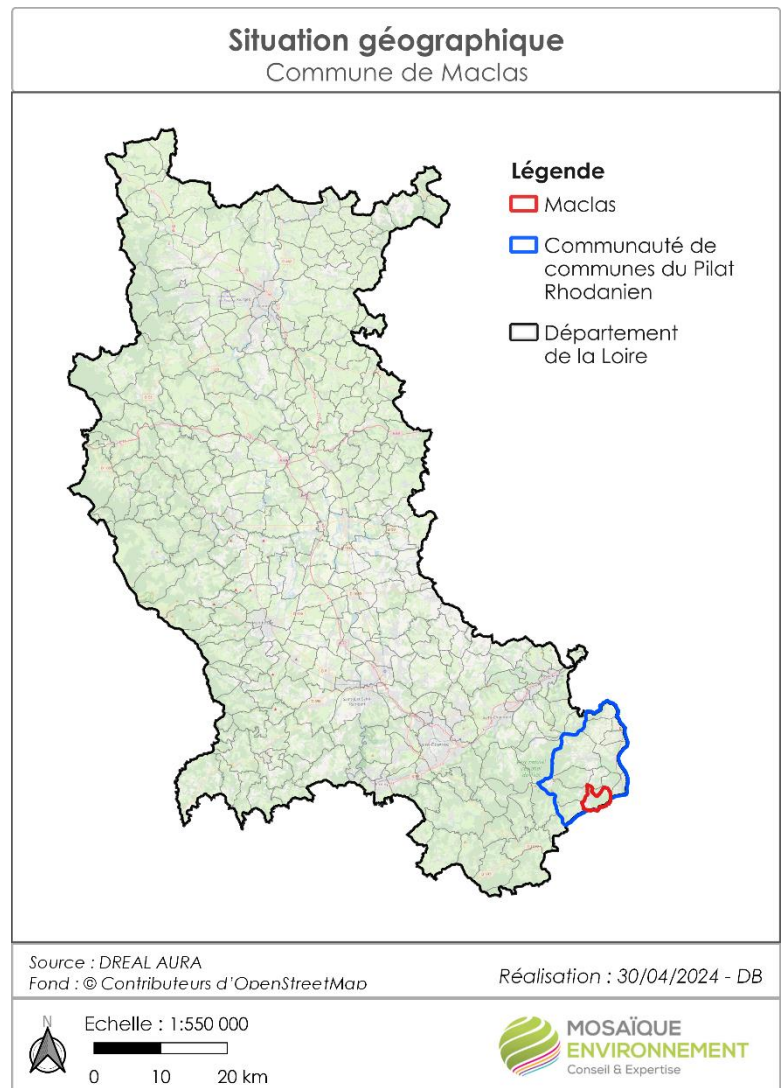 Situation géographique
Commune de Maclas
Légende
Maclas
Communauté de
communes du Pilat
Rhodanien
Département
de la Loire
Source : DREAL AURA
Fond : © Contributeurs d'OpenStreetMap
Réalisation : 30/04/2024 - DB
N
Echelle : 1:550 000
0 10 20 km
MOSAÏQUE
ENVIRONNEMENT
Conseil & Expertise